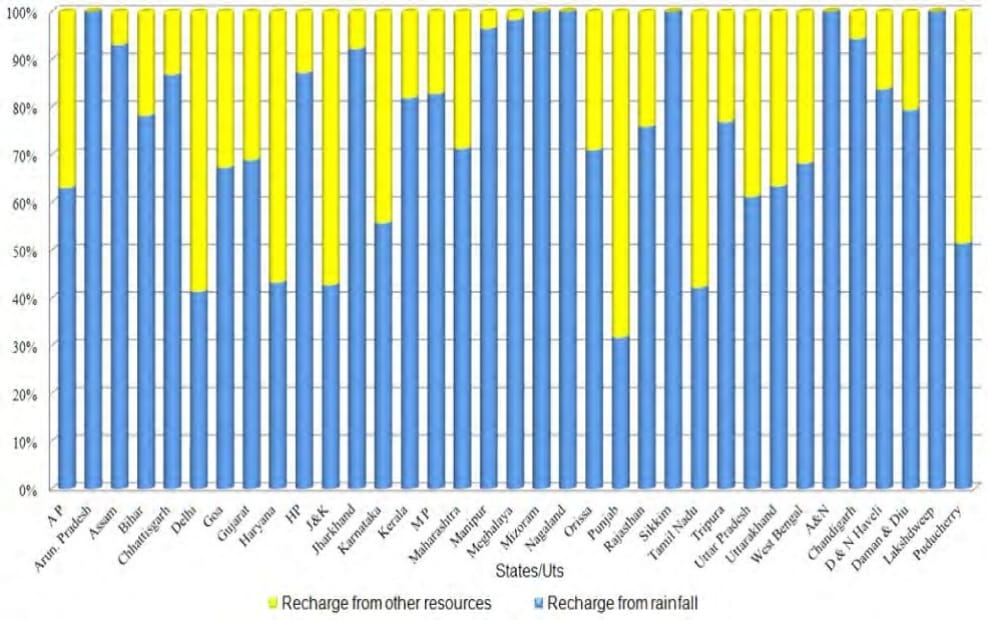 100%
90%
80%
70%
60%
50%
40%
30%
20%
10%
0%
A P
Arun. Pradesh
Assam
Bihar
Chhattisgarh
Delhi
Goa
Gujarat
Haryana
HP
J&K
Jharkhand
Karnataka
Kerala
M P
Maharashtra
Manipur
Meghalaya
Mizoram
Nagaland
Orissa
Punjab
Rajasthan
Sikkim
Tamil Nadu
Tripura
Uttar Pradesh
Uttarakhand
West Bengal
A&N
Chandigarh
D & N Haveli
Daman & Diu
Lakshdweep
Puducherry
States/Uts
Recharge from other resources Recharge from rainfall